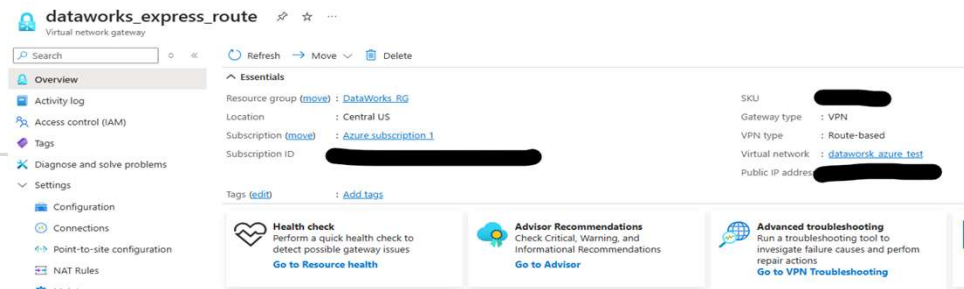 dataworks_express_route
Virtual network gateway
Search
Refresh Move Delete
Overview
Activity log
Access control (IAM)
Tags
Diagnose and solve problems
Settings
Configuration
Connections
Point-to-site configuration
NAT Rules
Essentials
Resource group (move) : DataWorks_RG
Location : Central US
Subscription (move) : Azure subscription 1
Subscription ID
Tags (edit) : Add tags
SKU
Gateway type : VPN
VPN type : Route-based
Virtual network : dataworsk_azure_test
Public IP address
Health check
Perform a quick health check to
detect possible gateway issues
Go to Resource health
Advisor Recommendations
Check Critical, Warning, and
Informational Recommendations
Go to Advisor
Advanced troubleshooting
Run a troubleshooting tool to
invesigate failure causes and perfom
repair actions
Go to VPN Troubleshooting